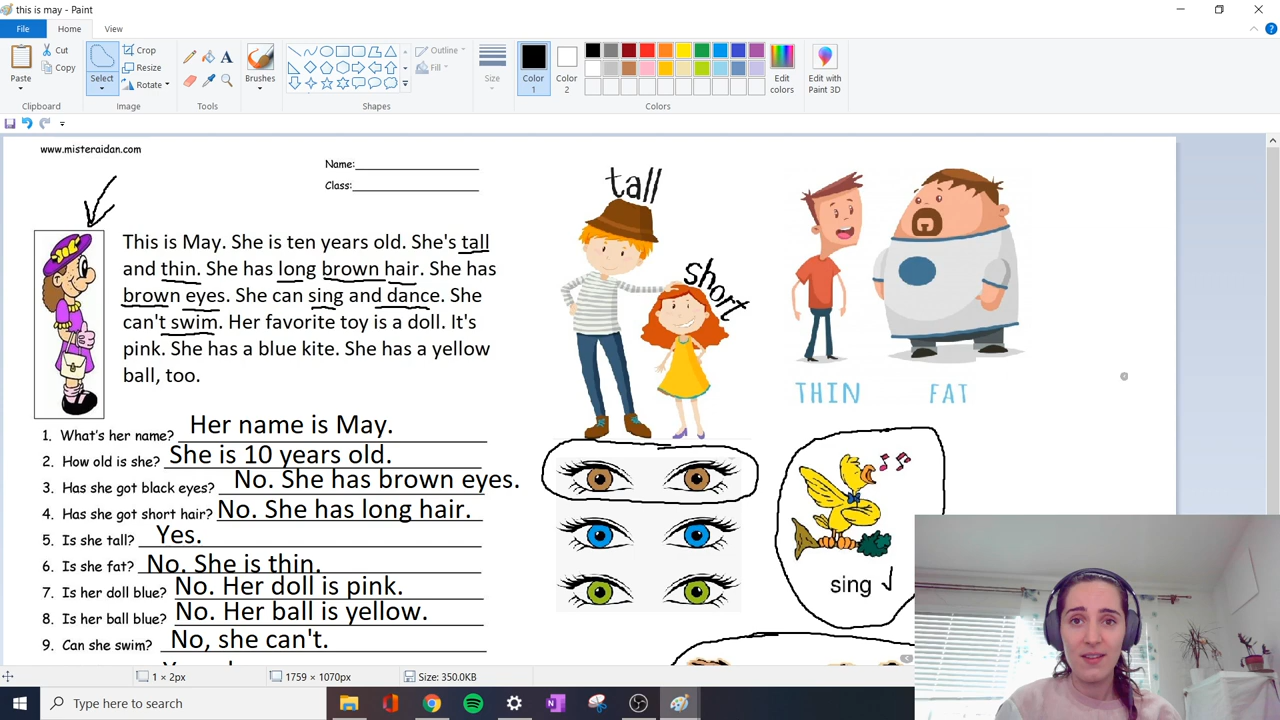 this is may - Paint
File
Home
View
Paste
Cut
Copy
Clipboard
Select
Crop
Resize
Rotate
Image
Tools
Brushes
Shapes
Outline
Fill
Size
Color
1
Color
2
Edit
colors
Colors
Edit with
Paint 3D
www.misteraidan.com
Name:
Class:
This is May. She is ten years old. She's tall
and thin. She has long brown hair. She has
brown eyes. She can sing and dance. She
can't swim. Her favorite toy is a doll. It's
pink. She has a blue kite. She has a yellow
ball, too.
1. What's her name? Her name is May.
2. How old is she? She is 10 years old.
3. Has she got black eyes? No. She has brown eyes.
4. Has she got short hair? No. She has long hair.
5. Is she tall? Yes.
6. Is she fat? No. She is thin.
7. Is her doll blue? No. Her doll is pink.
8. Is her ball blue? No. Her ball is yellow.
9. Can she swim? No, she can't.
tall
short
THIN
FAT
sing
1 × 2px
1070px
Size: 350.0KB
Type here to search